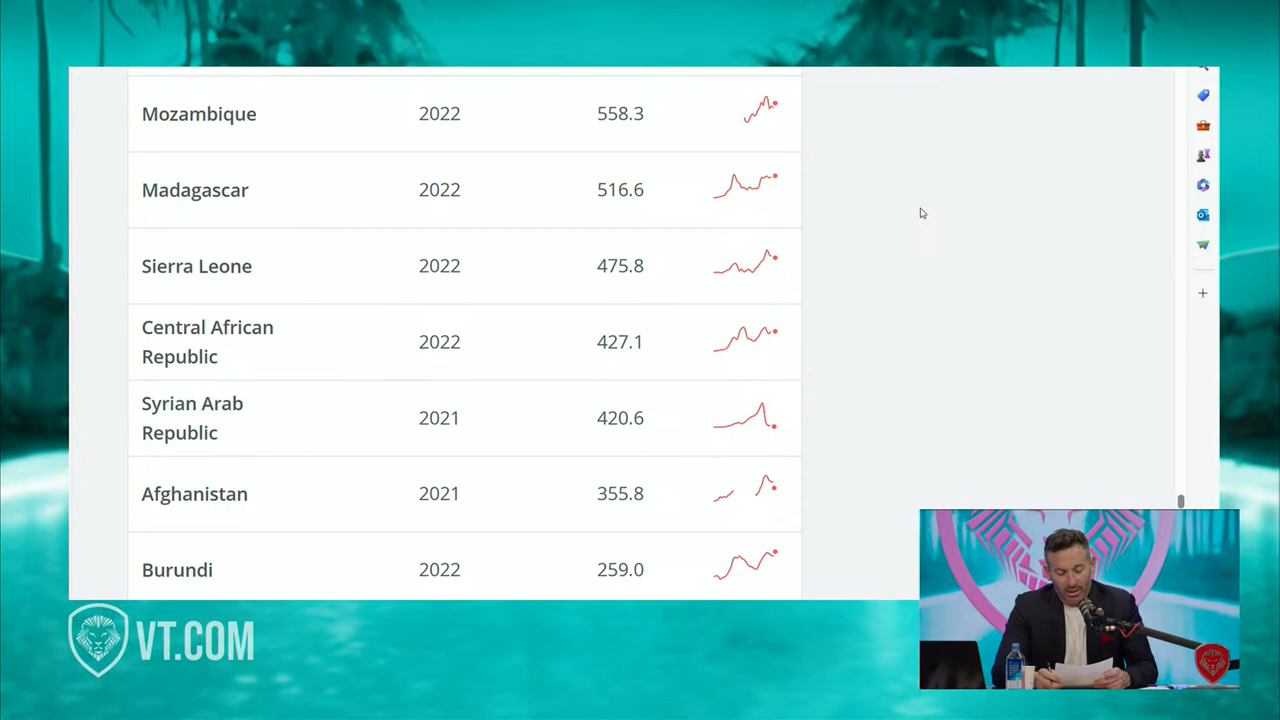 Mozambique 2022 558.3
Madagascar 2022 516.6
Sierra Leone 2022 475.8
Central African
Republic 2022 427.1
Syrian Arab
Republic 2021 420.6
Afghanistan 2021 355.8
Burundi 2022 259.0
VT.COM